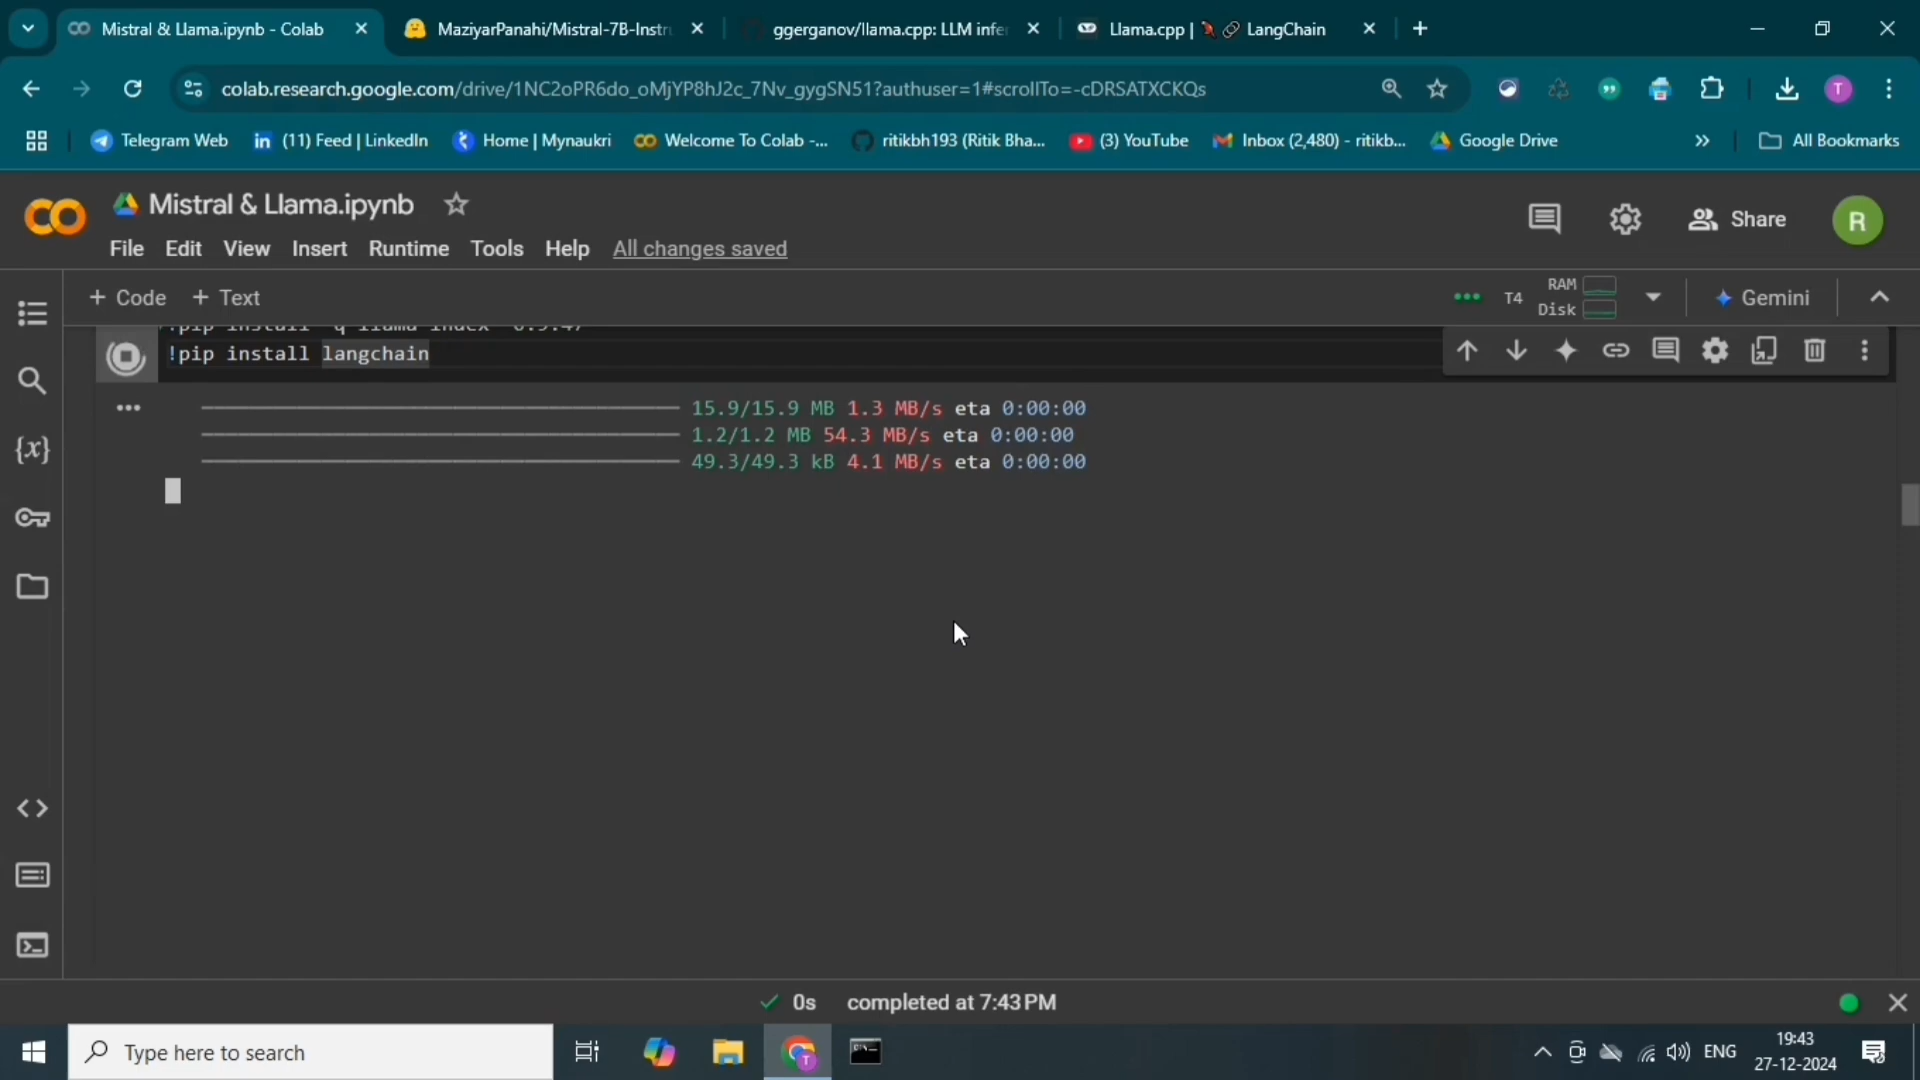 Mistral & Llama.ipynb - Colab
MaziyarPanahi/Mistral-7B-Instr
ggerganov/llama.cpp: LLM infe
Llama.cpp | LangChain
colab.research.google.com/drive/1NC2oPR6do_oMjYP8hJ2c_7Nv_gygSN51?authuser=1#scrollTo=-cDRSATXCKQs
T
Telegram Web
(11) Feed | LinkedIn
Home | Mynaukri
Welcome To Colab -...
ritikbh193 (Ritik Bha...
(3) YouTube
Inbox (2,480) - ritikb...
Google Drive
All Bookmarks
Mistral & Llama.ipynb
Share
R
File Edit View Insert Runtime Tools Help All changes saved
+ Code + Text
T4
RAM
Disk
Gemini
!pip install langchain
15.9/15.9 MB 1.3 MB/s eta 0:00:00
1.2/1.2 MB 54.3 MB/s eta 0:00:00
49.3/49.3 kB 4.1 MB/s eta 0:00:00
{x}
0s completed at 7:43 PM
Type here to search
ENG
19:43
27-12-2024